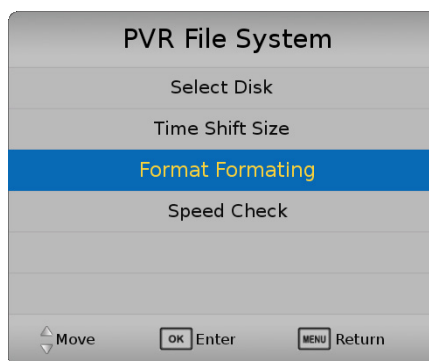 PVR File System
Select Disk
Time Shift Size
Format Formating
Speed Check
Move OK Enter MENU Return